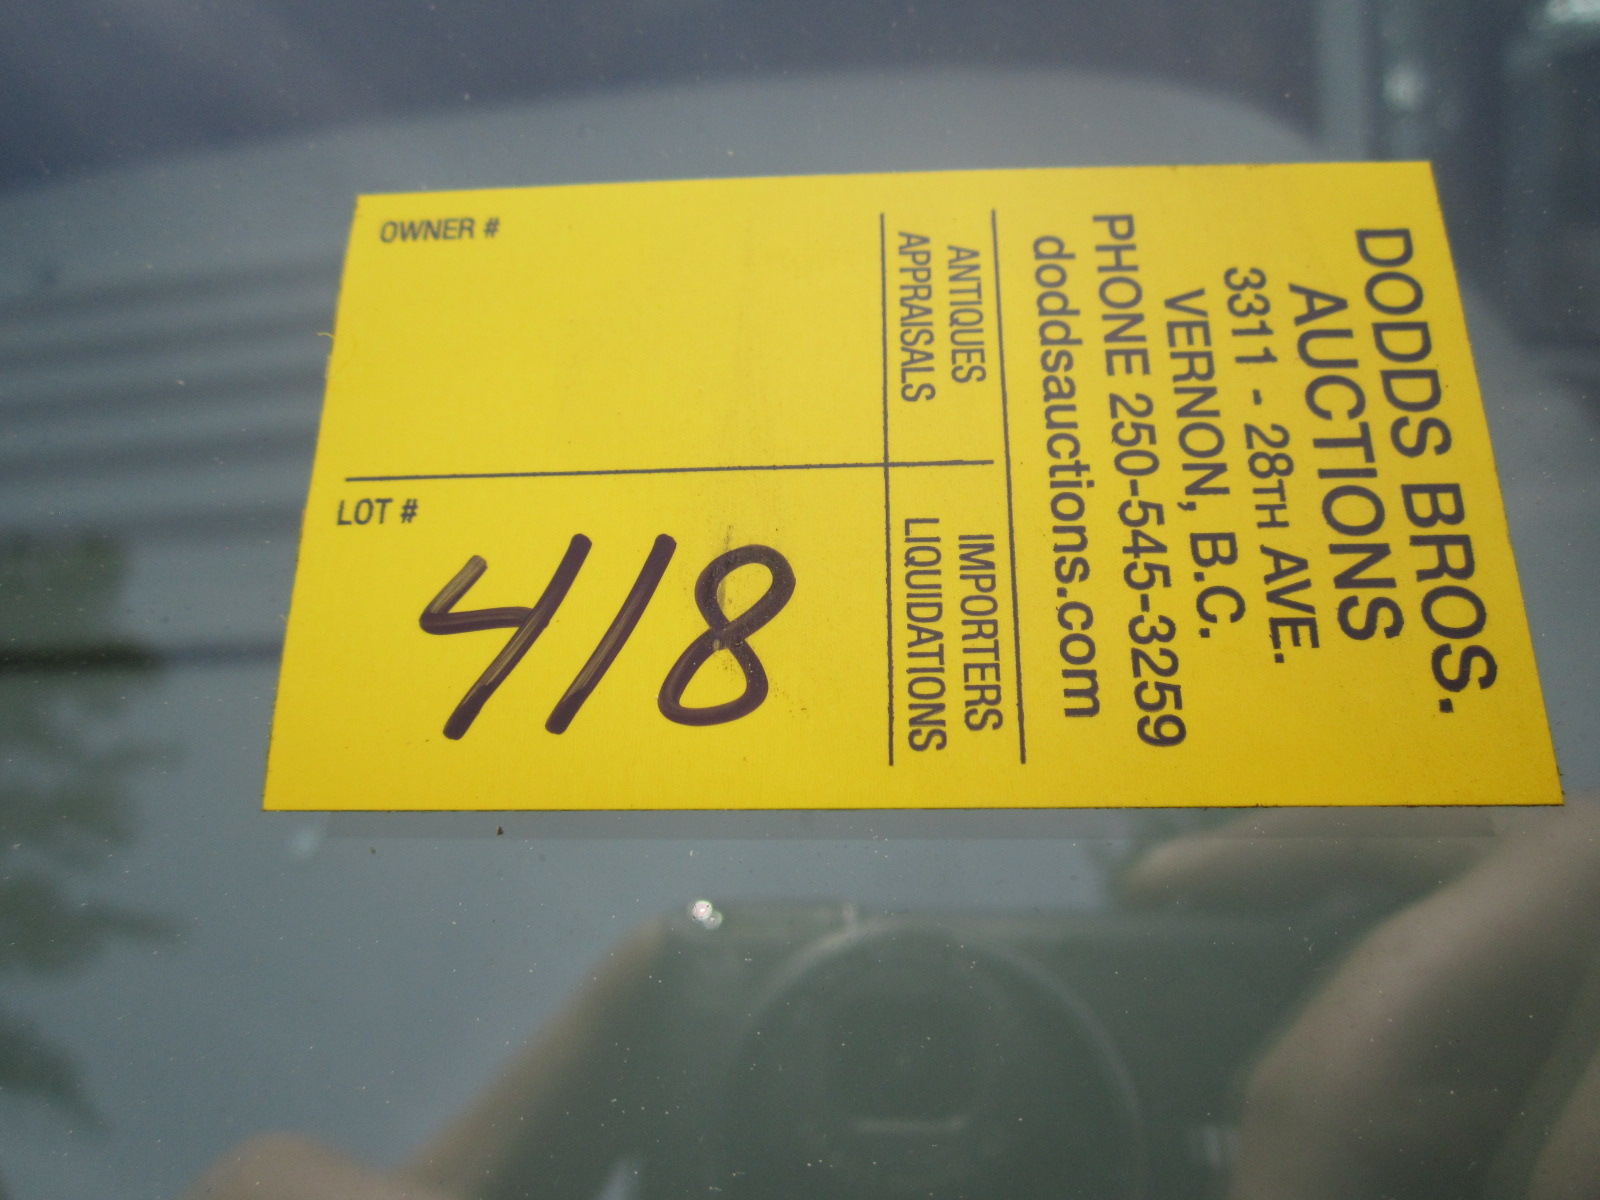 DODDS BROS.
AUCTIONS
3311 - 28TH AVE.
VERNON, B.C.
PHONE 250-545-3259
doddsauctions.com
ANTIQUES IMPORTERS
APPRAISALS LIQUIDATIONS
OWNER #
LOT #
418